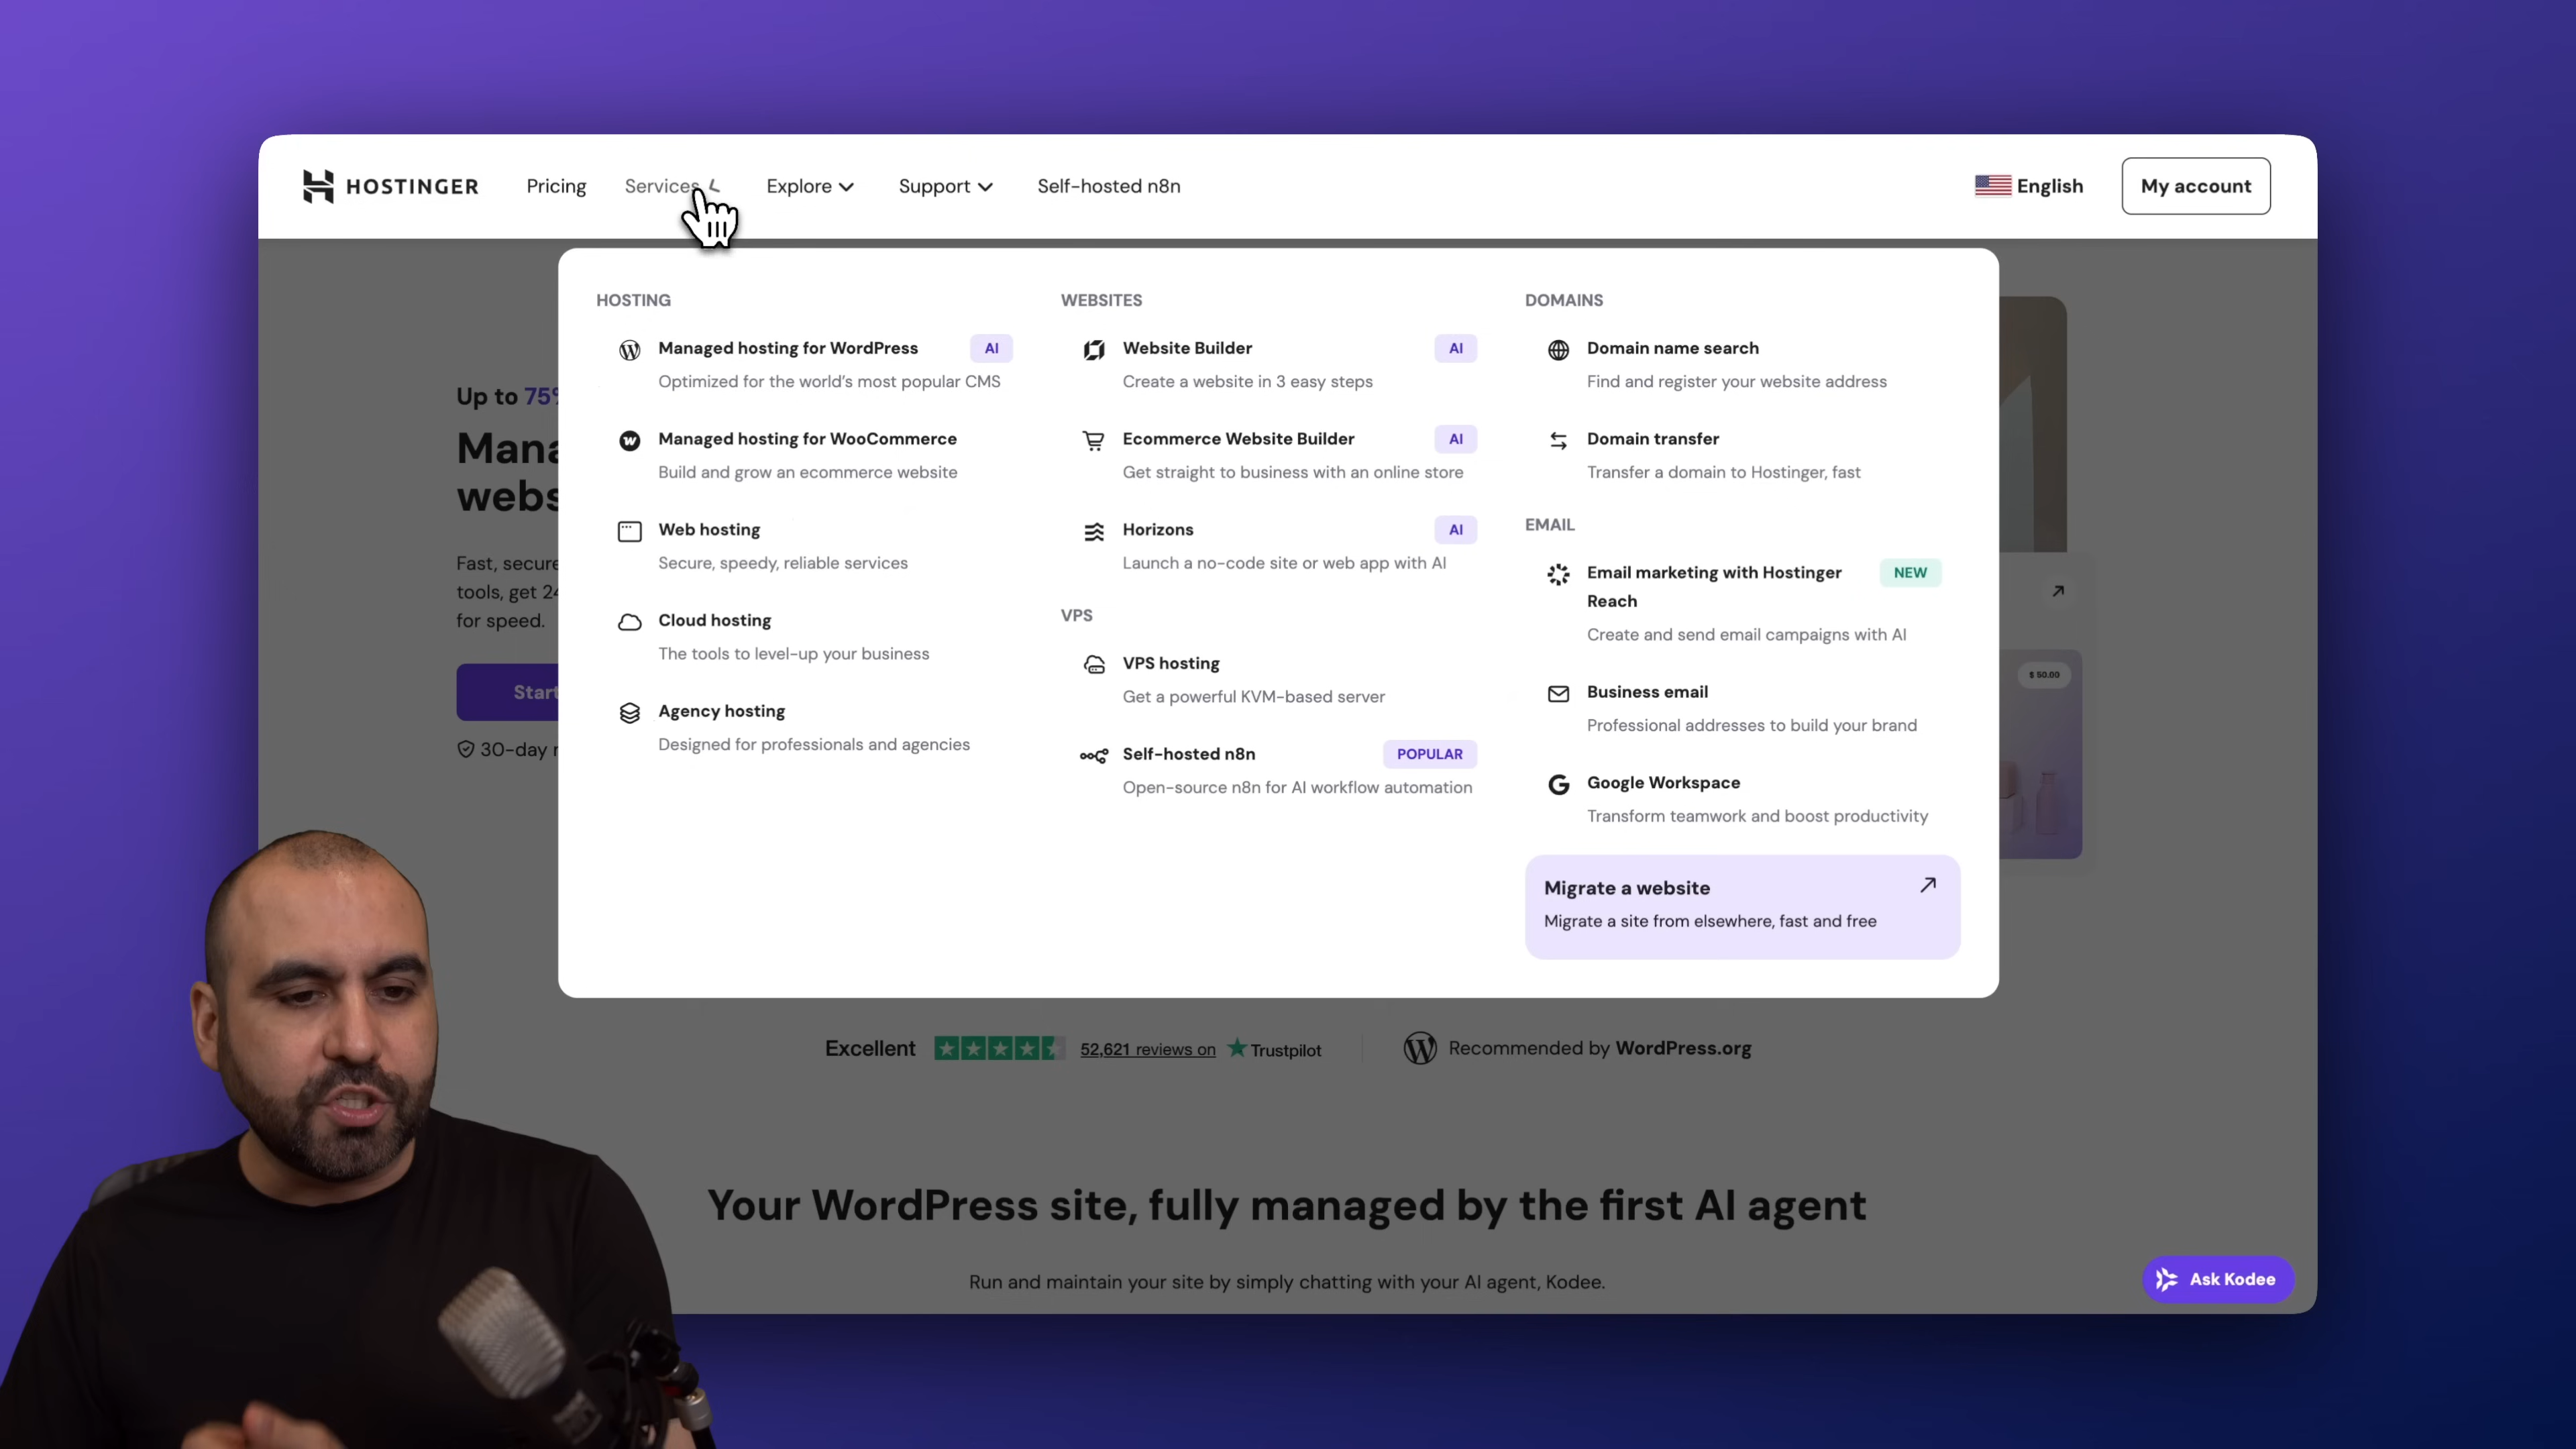 HOSTINGER
Pricing
Services
Explore
Support
Self-hosted n8n
English
My account
HOSTING
Managed hosting for WordPress
AI
Optimized for the world's most popular CMS
Managed hosting for WooCommerce
Build and grow an ecommerce website
Web hosting
Secure, speedy, reliable services
Cloud hosting
The tools to level-up your business
Agency hosting
Designed for professionals and agencies
WEBSITES
Website Builder
AI
Create a website in 3 easy steps
Ecommerce Website Builder
AI
Get straight to business with an online store
Horizons
AI
Launch a no-code site or web app with AI
VPS
VPS hosting
Get a powerful KVM-based server
Self-hosted n8n
POPULAR
Open-source n8n for AI workflow automation
DOMAINS
Domain name search
Find and register your website address
Domain transfer
Transfer a domain to Hostinger, fast
EMAIL
Email marketing with Hostinger
NEW
Reach
Create and send email campaigns with AI
Business email
Professional addresses to build your brand
Google Workspace
Transform teamwork and boost productivity
Migrate a website
Migrate a site from elsewhere, fast and free
Up to 75%
Mana
webs
Fast, secure
tools, get 24
for speed.
Start
30-day
$ 50.00
Excellent
52,621 reviews on
Trustpilot
Recommended by WordPress.org
Your WordPress site, fully managed by the first AI agent
Run and maintain your site by simply chatting with your AI agent, Kodee.
Ask Kodee